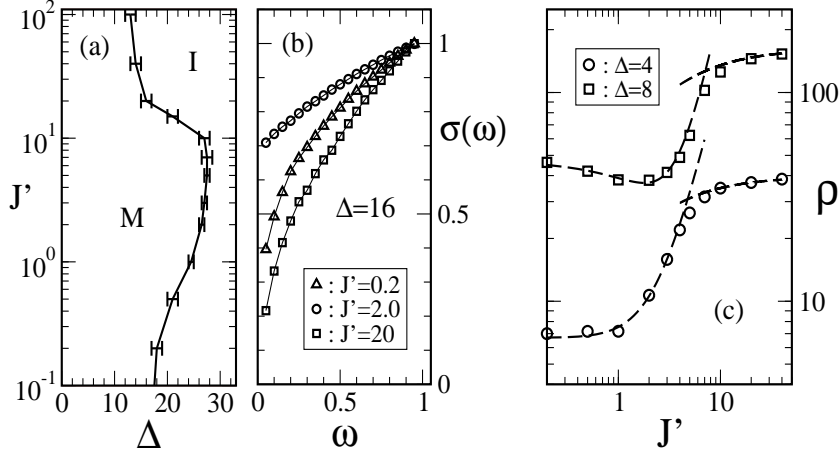 (a)
I
M
J'
10^2
10^1
10^0
10^-1
0 10 20 30
Δ
(b)
Δ=16
△ : J'=0.2
○ : J'=2.0
□ : J'=20
0 0.5 1
ω
1
σ(ω)
0.5
0
○ : Δ=4
□ : Δ=8
(c)
100
ρ
10
1 10
J'